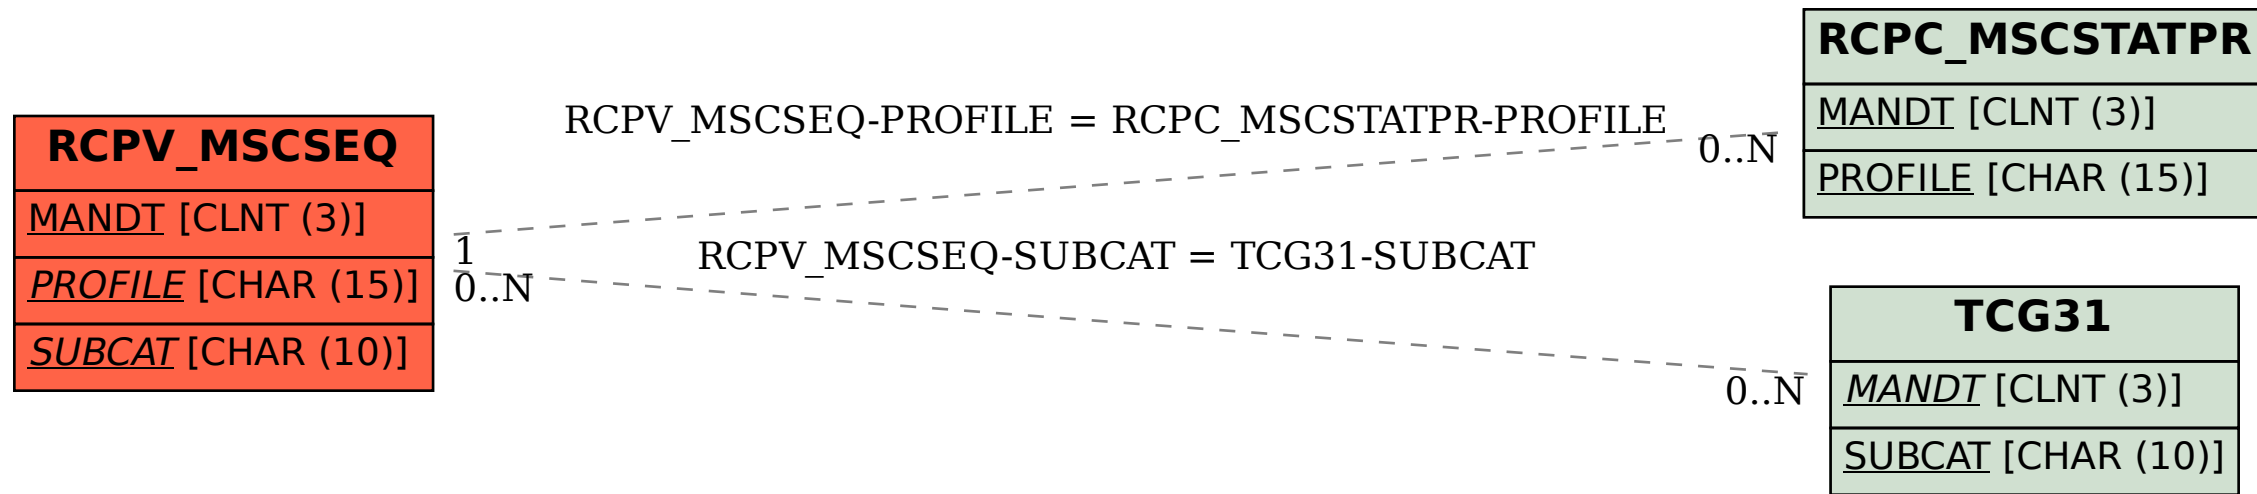 RCPV_MSCSEQ
MANDT [CLNT (3)]
PROFILE [CHAR (15)]
SUBCAT [CHAR (10)]
RCPV_MSCSEQ-PROFILE = RCPC_MSCSTATPR-PROFILE
1
0..N
RCPV_MSCSEQ-SUBCAT = TCG31-SUBCAT
0..N
0..N
RCPC_MSCSTATPR
MANDT [CLNT (3)]
PROFILE [CHAR (15)]
TCG31
MANDT [CLNT (3)]
SUBCAT [CHAR (10)]